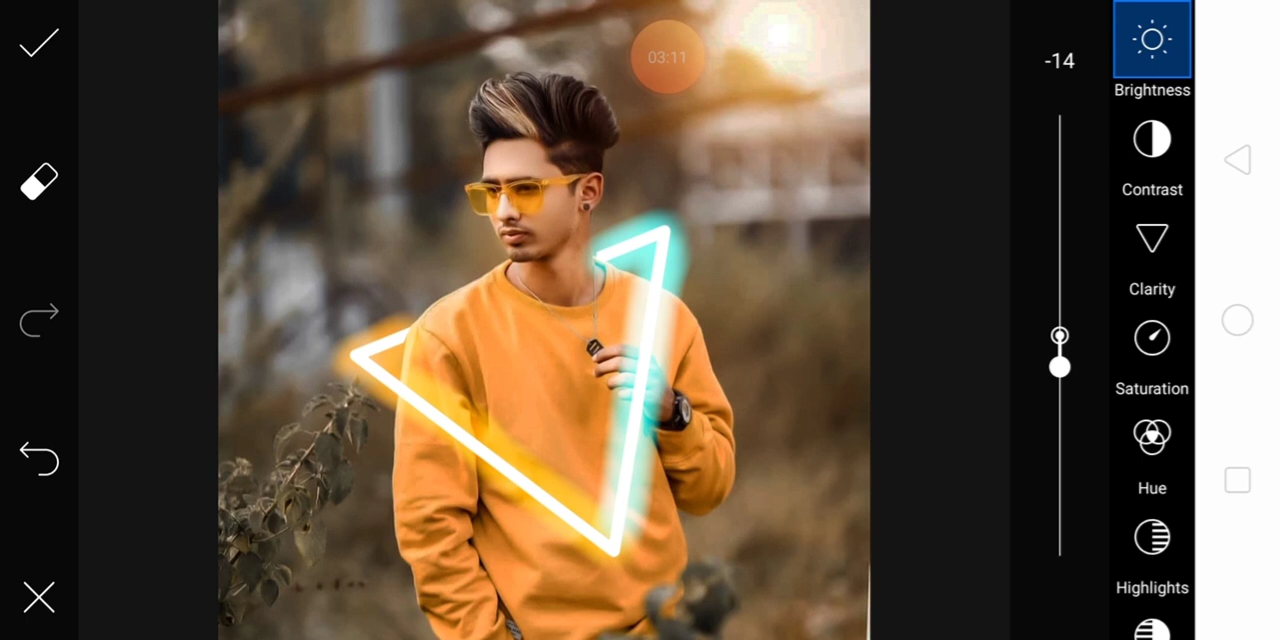 03:11
-14
Brightness
Contrast
Clarity
Saturation
Hue
Highlights